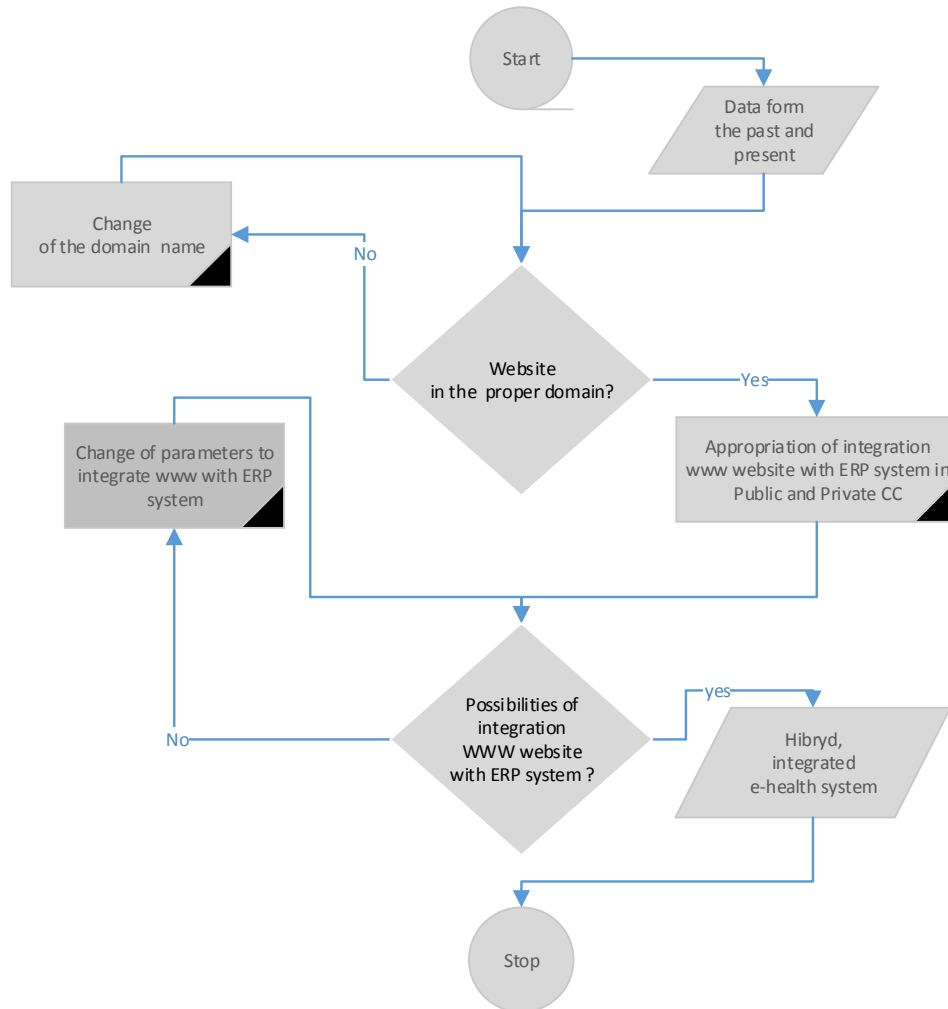 Start
Data form
the past and
present
Change
of the domain name
No
Website
in the proper domain?
Yes
Change of parameters to
integrate www with ERP
system
Appropriation of integration
www website with ERP system in
Public and Private CC
Possibilities of
integration
WWW website
with ERP system ?
yes
No
Hibryd,
integrated
e-health system
Stop